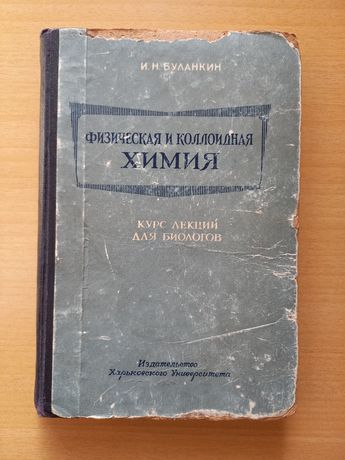 И. Н. БУЛАНКИН
ФИЗИЧЕСКАЯ И КОЛЛОИДНАЯ
ХИМИЯ
КУРС ЛЕКЦИЙ
ДЛЯ БИОЛОГОВ
Издательство
Харьковского Университета